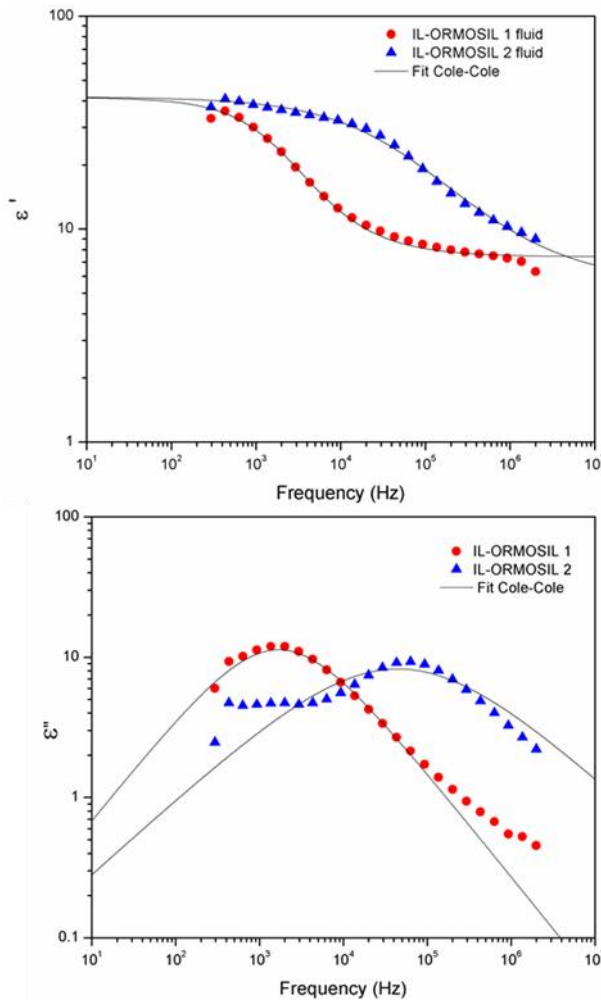 100
IL-ORMOSIL 1 fluid
IL-ORMOSIL 2 fluid
Fit Cole-Cole
ε '
10
1
10¹ 10² 10³ 10⁴ 10⁵ 10⁶ 10
Frequency (Hz)
100
IL-ORMOSIL 1
IL-ORMOSIL 2
Fit Cole-Cole
ε"
10
1
0.1
10¹ 10² 10³ 10⁴ 10⁵ 10⁶ 10⁷
Frequency (Hz)